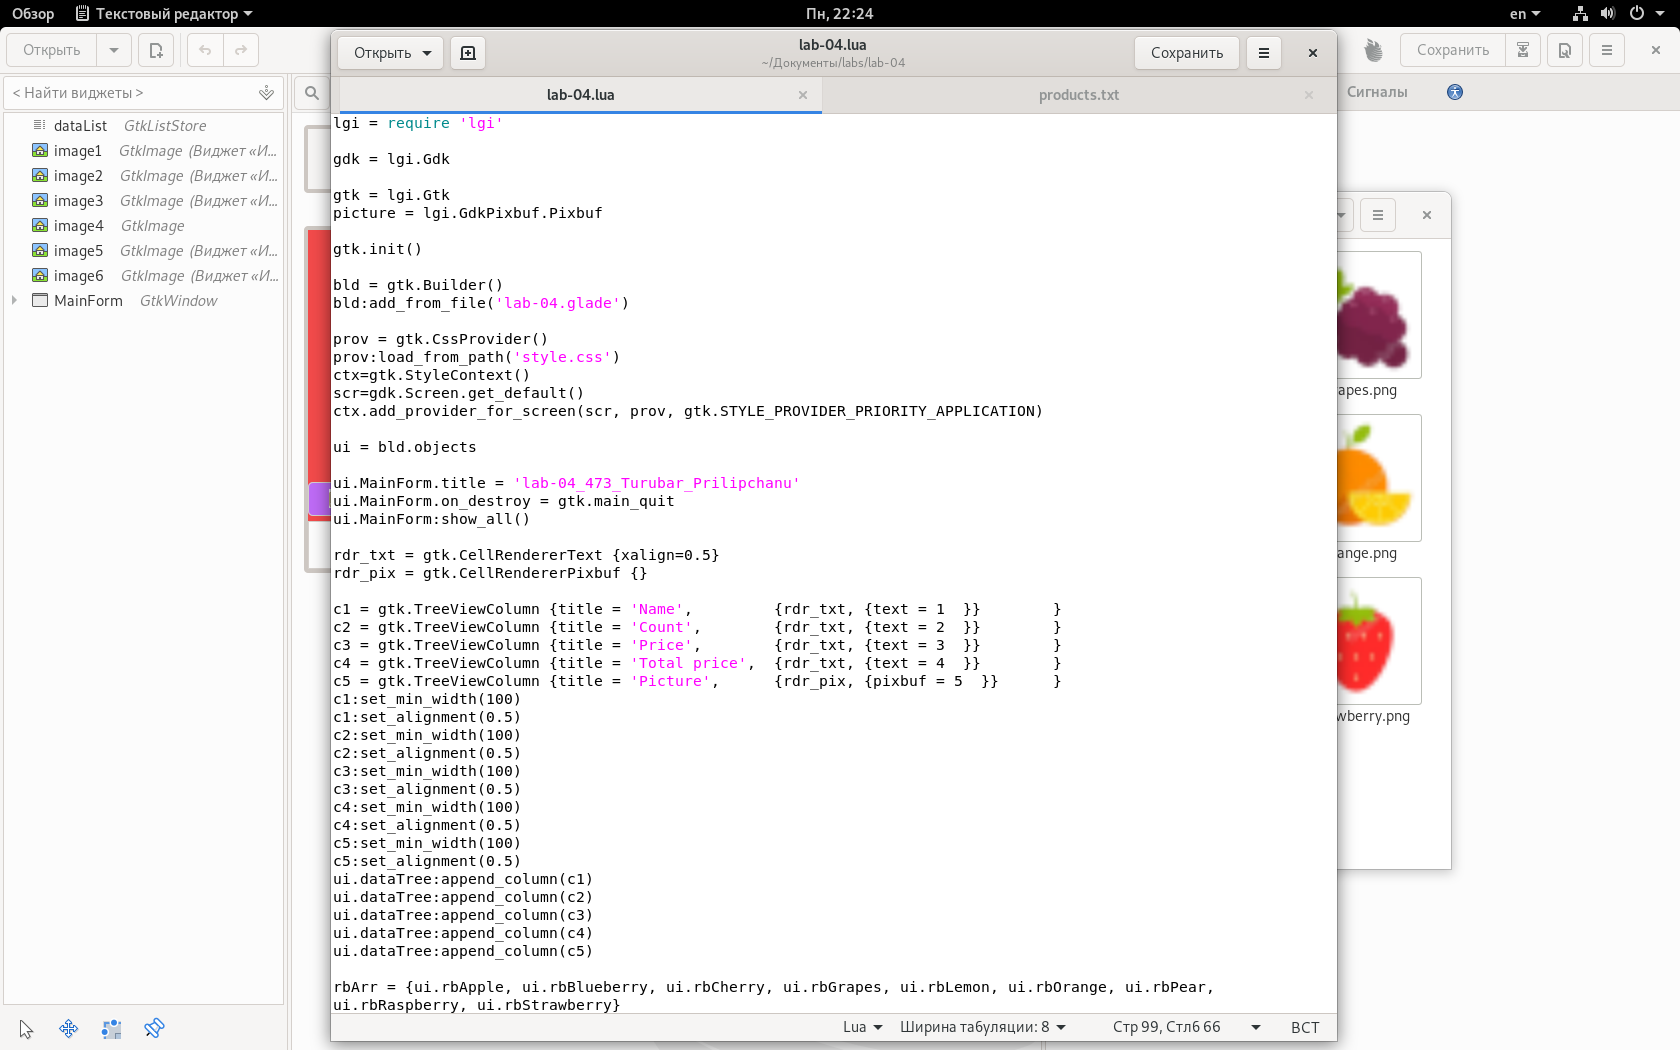 Обзор
Текстовый редактор
Пн, 22:24
en
Открыть
Сохранить
< Найти виджеты >
dataList GtkListStore
image1 GtkImage (Виджет «И...
image2 GtkImage (Виджет «И...
image3 GtkImage (Виджет «И...
image4 GtkImage
image5 GtkImage (Виджет «И...
image6 GtkImage (Виджет «И...
MainForm GtkWindow
Сигналы
Открыть
lab-04.lua
~/Документы/labs/lab-04
Сохранить
lab-04.lua
products.txt
lgi = require 'lgi'
gdk = lgi.Gdk
gtk = lgi.Gtk
picture = lgi.GdkPixbuf.Pixbuf
gtk.init()
bld = gtk.Builder()
bld:add_from_file('lab-04.glade')
prov = gtk.CssProvider()
prov:load_from_path('style.css')
ctx=gtk.StyleContext()
scr=gdk.Screen.get_default()
ctx.add_provider_for_screen(scr, prov, gtk.STYLE_PROVIDER_PRIORITY_APPLICATION)
ui = bld.objects
ui.MainForm.title = 'lab-04_473_Turubar_Prilipchanu'
ui.MainForm.on_destroy = gtk.main_quit
ui.MainForm:show_all()
rdr_txt = gtk.CellRendererText {xalign=0.5}
rdr_pix = gtk.CellRendererPixbuf {}
c1 = gtk.TreeViewColumn {title = 'Name', {rdr_txt, {text = 1 }} }
c2 = gtk.TreeViewColumn {title = 'Count', {rdr_txt, {text = 2 }} }
c3 = gtk.TreeViewColumn {title = 'Price', {rdr_txt, {text = 3 }} }
c4 = gtk.TreeViewColumn {title = 'Total price', {rdr_txt, {text = 4 }} }
c5 = gtk.TreeViewColumn {title = 'Picture', {rdr_pix, {pixbuf = 5 }} }
c1:set_min_width(100)
c1:set_alignment(0.5)
c2:set_min_width(100)
c2:set_alignment(0.5)
c3:set_min_width(100)
c3:set_alignment(0.5)
c4:set_min_width(100)
c4:set_alignment(0.5)
c5:set_min_width(100)
c5:set_alignment(0.5)
ui.dataTree:append_column(c1)
ui.dataTree:append_column(c2)
ui.dataTree:append_column(c3)
ui.dataTree:append_column(c4)
ui.dataTree:append_column(c5)
rbArr = {ui.rbApple, ui.rbBlueberry, ui.rbCherry, ui.rbGrapes, ui.rbLemon, ui.rbOrange, ui.rbPear,
ui.rbRaspberry, ui.rbStrawberry}
Lua
Ширина табуляции: 8
Стр 99, Стлб 66
ВСТ
apes.png
ange.png
wberry.png